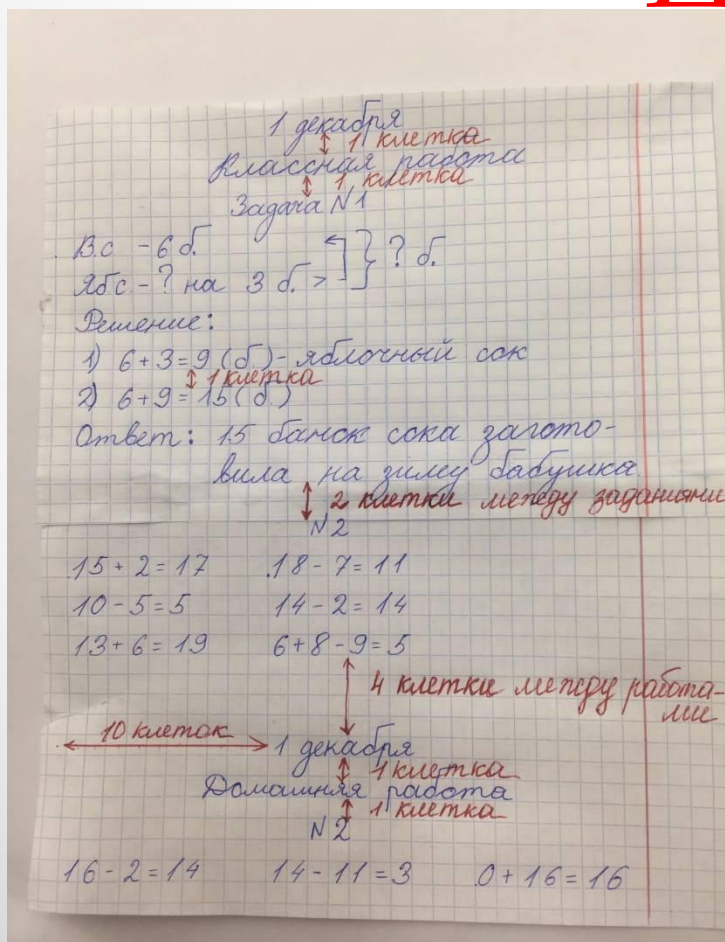 1 декабря
1 клетка
Классная работа
1 клетка
Задача N1
В.с - 6 б.
Ябс. - ? на 3 б. > } ? б.
Решение:
1) 6 + 3 = 9 (б.) - яблочный сок
1 клетка
2) 6 + 9 = 15 (б.)
Ответ: 15 банок сока загото-
вила на зиму бабушка.
2 клетки между заданиями
N2
15 + 2 = 17 18 - 7 = 11
10 - 5 = 5 14 - 2 = 14
13 + 6 = 19 6 + 8 - 9 = 5
4 клетки между работа-
ми
10 клеток 1 декабря
1 клетка
Домашняя работа
1 клетка
N2
16 - 2 = 14 14 - 11 = 3 0 + 16 = 16